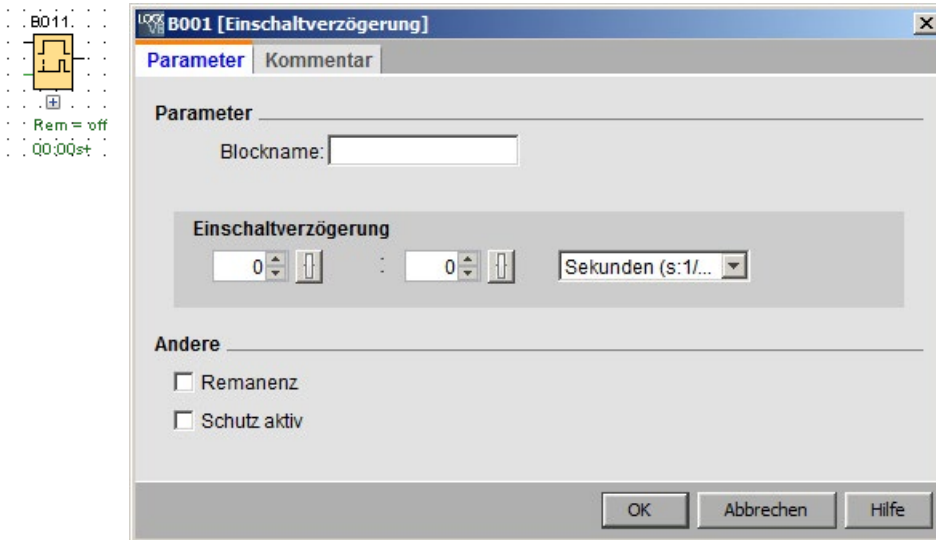 B011
Rem = off
00:00s+
B001 [Einschaltverzögerung]
Parameter Kommentar
Parameter
Blockname:
Einschaltverzögerung
0 : 0 Sekunden (s:1/...
Andere
Remanenz
Schutz aktiv
OK Abbrechen Hilfe